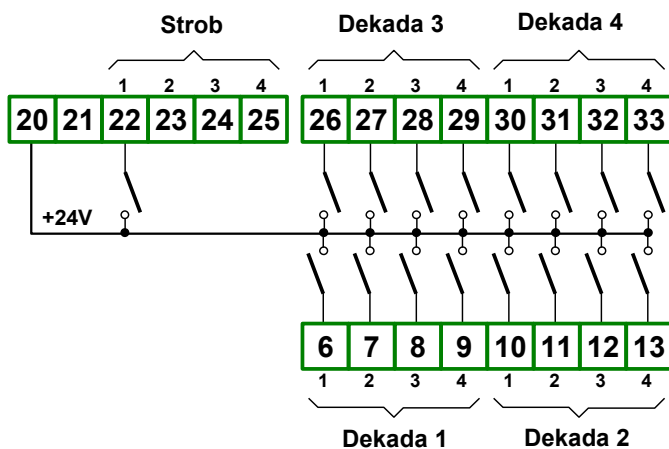 Strob Dekada 3 Dekada 4
1 2 3 4 1 2 3 4 1 2 3 4
20 21 22 23 24 25 26 27 28 29 30 31 32 33
+24V
6 7 8 9 10 11 12 13
1 2 3 4 1 2 3 4
Dekada 1 Dekada 2